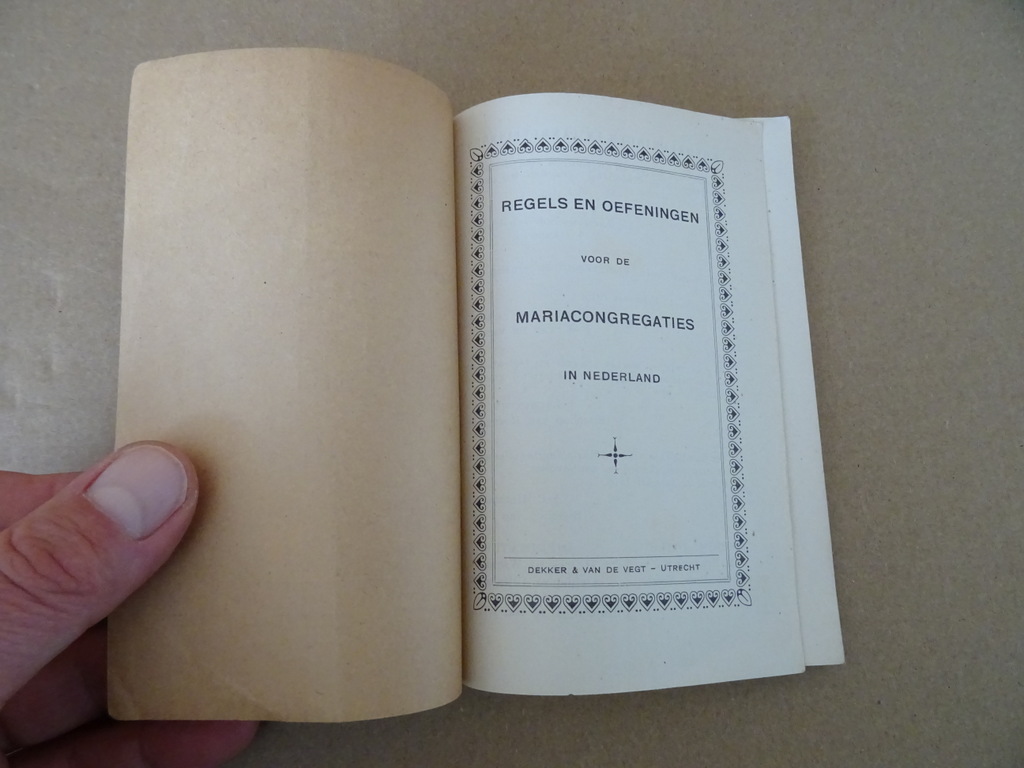 REGELS EN OEFENINGEN
VOOR DE
MARIACONGREGATIES
IN NEDERLAND
DEKKER & VAN DE VEGT – UTRECHT